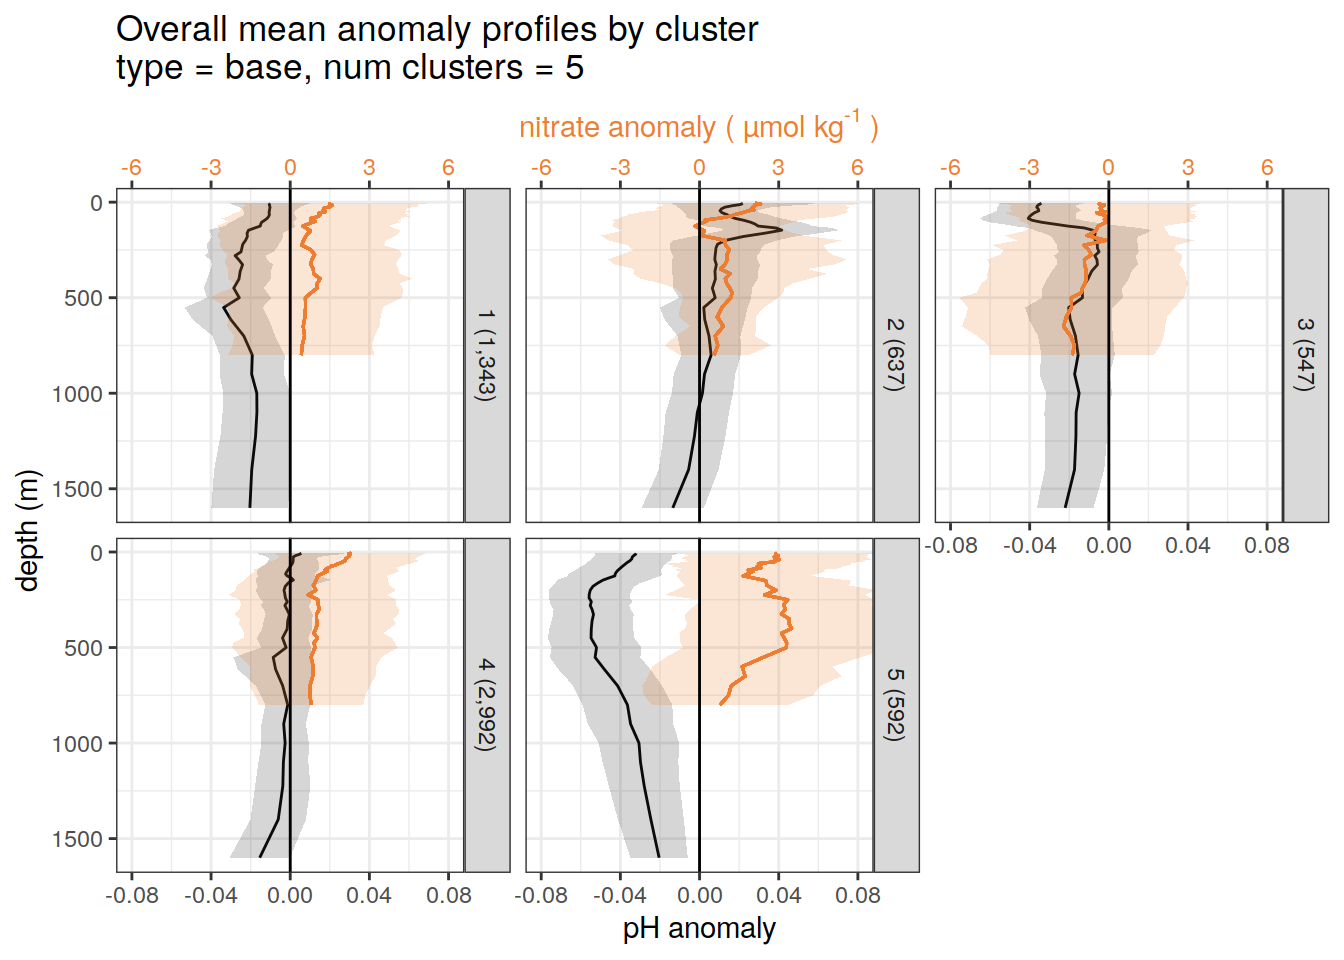 Overall mean anomaly profiles by cluster
type = base, num clusters = 5
nitrate anomaly ( µmol kg⁻¹ )
-6 -3 0 3 6 -6 -3 0 3 6 -6 -3 0 3 6
0
500
1000
1500
1 (1,343)
2 (637)
3 (547)
-0.08 -0.04 0.00 0.04 0.08
depth (m)
0
500
1000
1500
4 (2,992)
5 (592)
-0.08 -0.04 0.00 0.04 0.08 -0.08 -0.04 0.00 0.04 0.08
pH anomaly